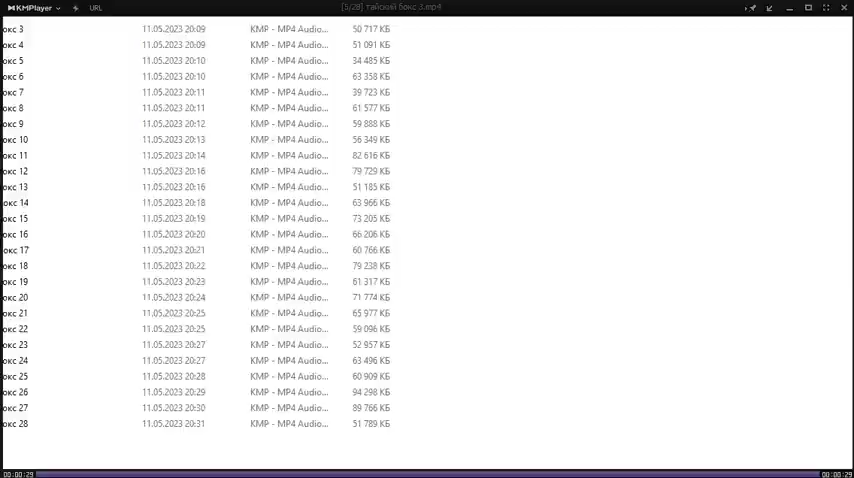 KMPlayer URL [5/28] тайский бокс 3.mp4
окс 3 11.05.2023 20:09 KMP - MP4 Audio... 50 717 КБ
окс 4 11.05.2023 20:09 KMP - MP4 Audio... 51 091 КБ
окс 5 11.05.2023 20:10 KMP - MP4 Audio... 34 485 КБ
окс 6 11.05.2023 20:10 KMP - MP4 Audio... 63 358 КБ
окс 7 11.05.2023 20:11 KMP - MP4 Audio... 39 723 КБ
окс 8 11.05.2023 20:11 KMP - MP4 Audio... 61 577 КБ
окс 9 11.05.2023 20:12 KMP - MP4 Audio... 59 888 КБ
окс 10 11.05.2023 20:13 KMP - MP4 Audio... 56 349 КБ
окс 11 11.05.2023 20:14 KMP - MP4 Audio... 82 616 КБ
окс 12 11.05.2023 20:16 KMP - MP4 Audio... 79 729 КБ
окс 13 11.05.2023 20:16 KMP - MP4 Audio... 51 185 КБ
окс 14 11.05.2023 20:18 KMP - MP4 Audio... 63 966 КБ
окс 15 11.05.2023 20:19 KMP - MP4 Audio... 73 205 КБ
окс 16 11.05.2023 20:20 KMP - MP4 Audio... 66 206 КБ
окс 17 11.05.2023 20:21 KMP - MP4 Audio... 60 766 КБ
окс 18 11.05.2023 20:22 KMP - MP4 Audio... 79 238 КБ
окс 19 11.05.2023 20:23 KMP - MP4 Audio... 61 317 КБ
окс 20 11.05.2023 20:24 KMP - MP4 Audio... 71 774 КБ
окс 21 11.05.2023 20:25 KMP - MP4 Audio... 65 977 КБ
окс 22 11.05.2023 20:25 KMP - MP4 Audio... 59 096 КБ
окс 23 11.05.2023 20:27 KMP - MP4 Audio... 52 957 КБ
окс 24 11.05.2023 20:27 KMP - MP4 Audio... 63 496 КБ
окс 25 11.05.2023 20:28 KMP - MP4 Audio... 60 909 КБ
окс 26 11.05.2023 20:29 KMP - MP4 Audio... 94 298 КБ
окс 27 11.05.2023 20:30 KMP - MP4 Audio... 89 766 КБ
окс 28 11.05.2023 20:31 KMP - MP4 Audio... 51 789 КБ
00:00:29 00:00:29